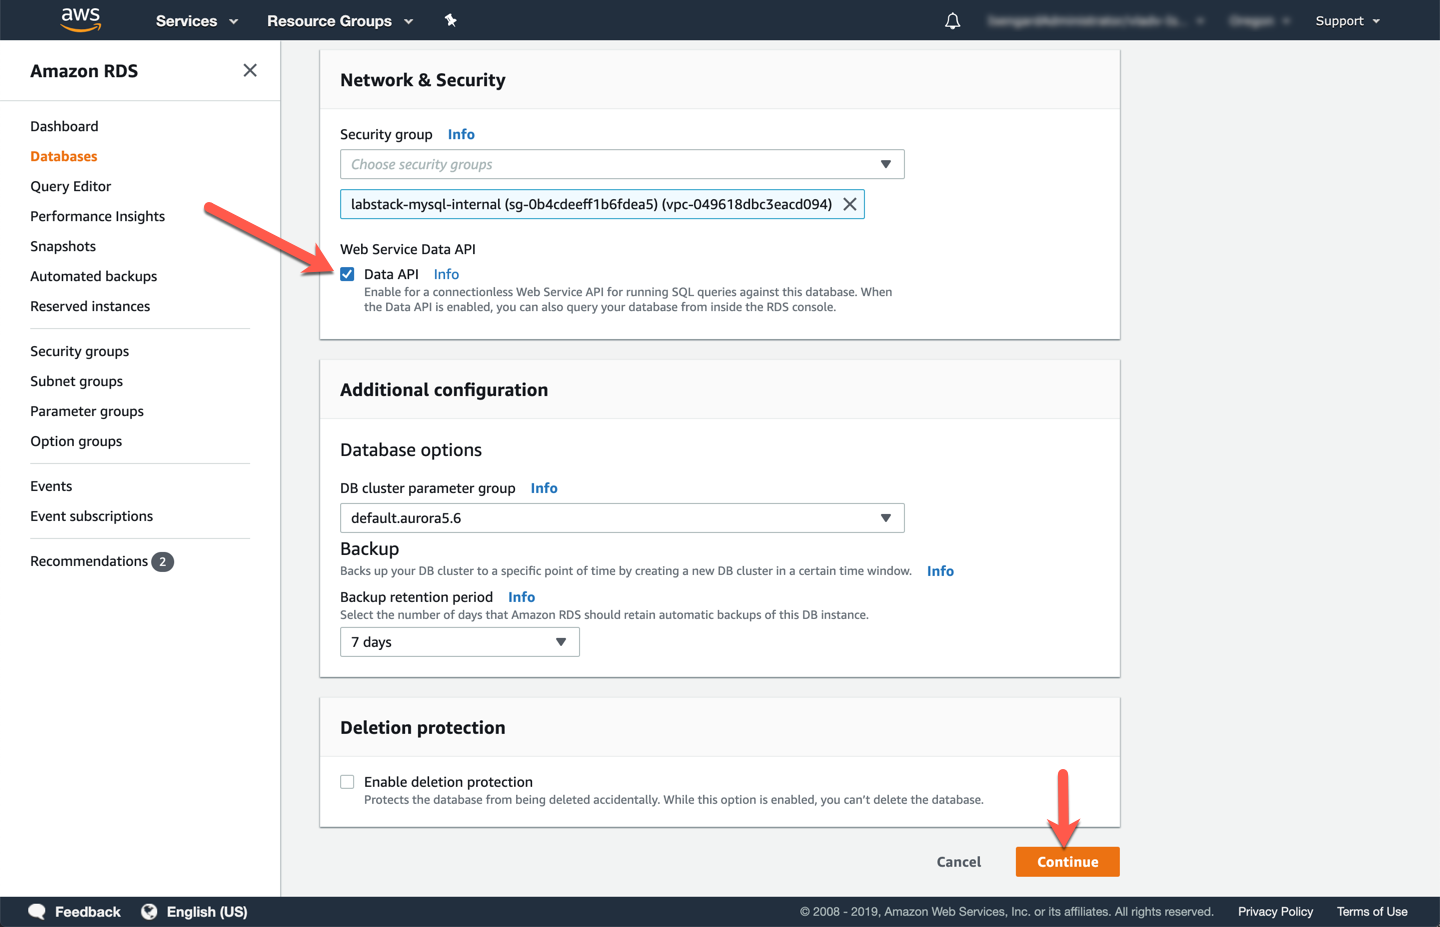 aws
Services
Resource Groups
Support
Amazon RDS
Dashboard
Databases
Query Editor
Performance Insights
Snapshots
Automated backups
Reserved instances
Security groups
Subnet groups
Parameter groups
Option groups
Events
Event subscriptions
Recommendations 2
Network & Security
Security group Info
Choose security groups
labstack-mysql-internal (sg-0b4cdeeff1b6fdea5) (vpc-049618dbc3eacd094)
Web Service Data API
Data API Info
Enable for a connectionless Web Service API for running SQL queries against this database. When
the Data API is enabled, you can also query your database from inside the RDS console.
Additional configuration
Database options
DB cluster parameter group Info
default.aurora5.6
Backup
Backs up your DB cluster to a specific point of time by creating a new DB cluster in a certain time window. Info
Backup retention period Info
Select the number of days that Amazon RDS should retain automatic backups of this DB instance.
7 days
Deletion protection
Enable deletion protection
Protects the database from being deleted accidentally. While this option is enabled, you can't delete the database.
Cancel
Continue
Feedback
English (US)
© 2008 - 2019, Amazon Web Services, Inc. or its affiliates. All rights reserved.
Privacy Policy
Terms of Use